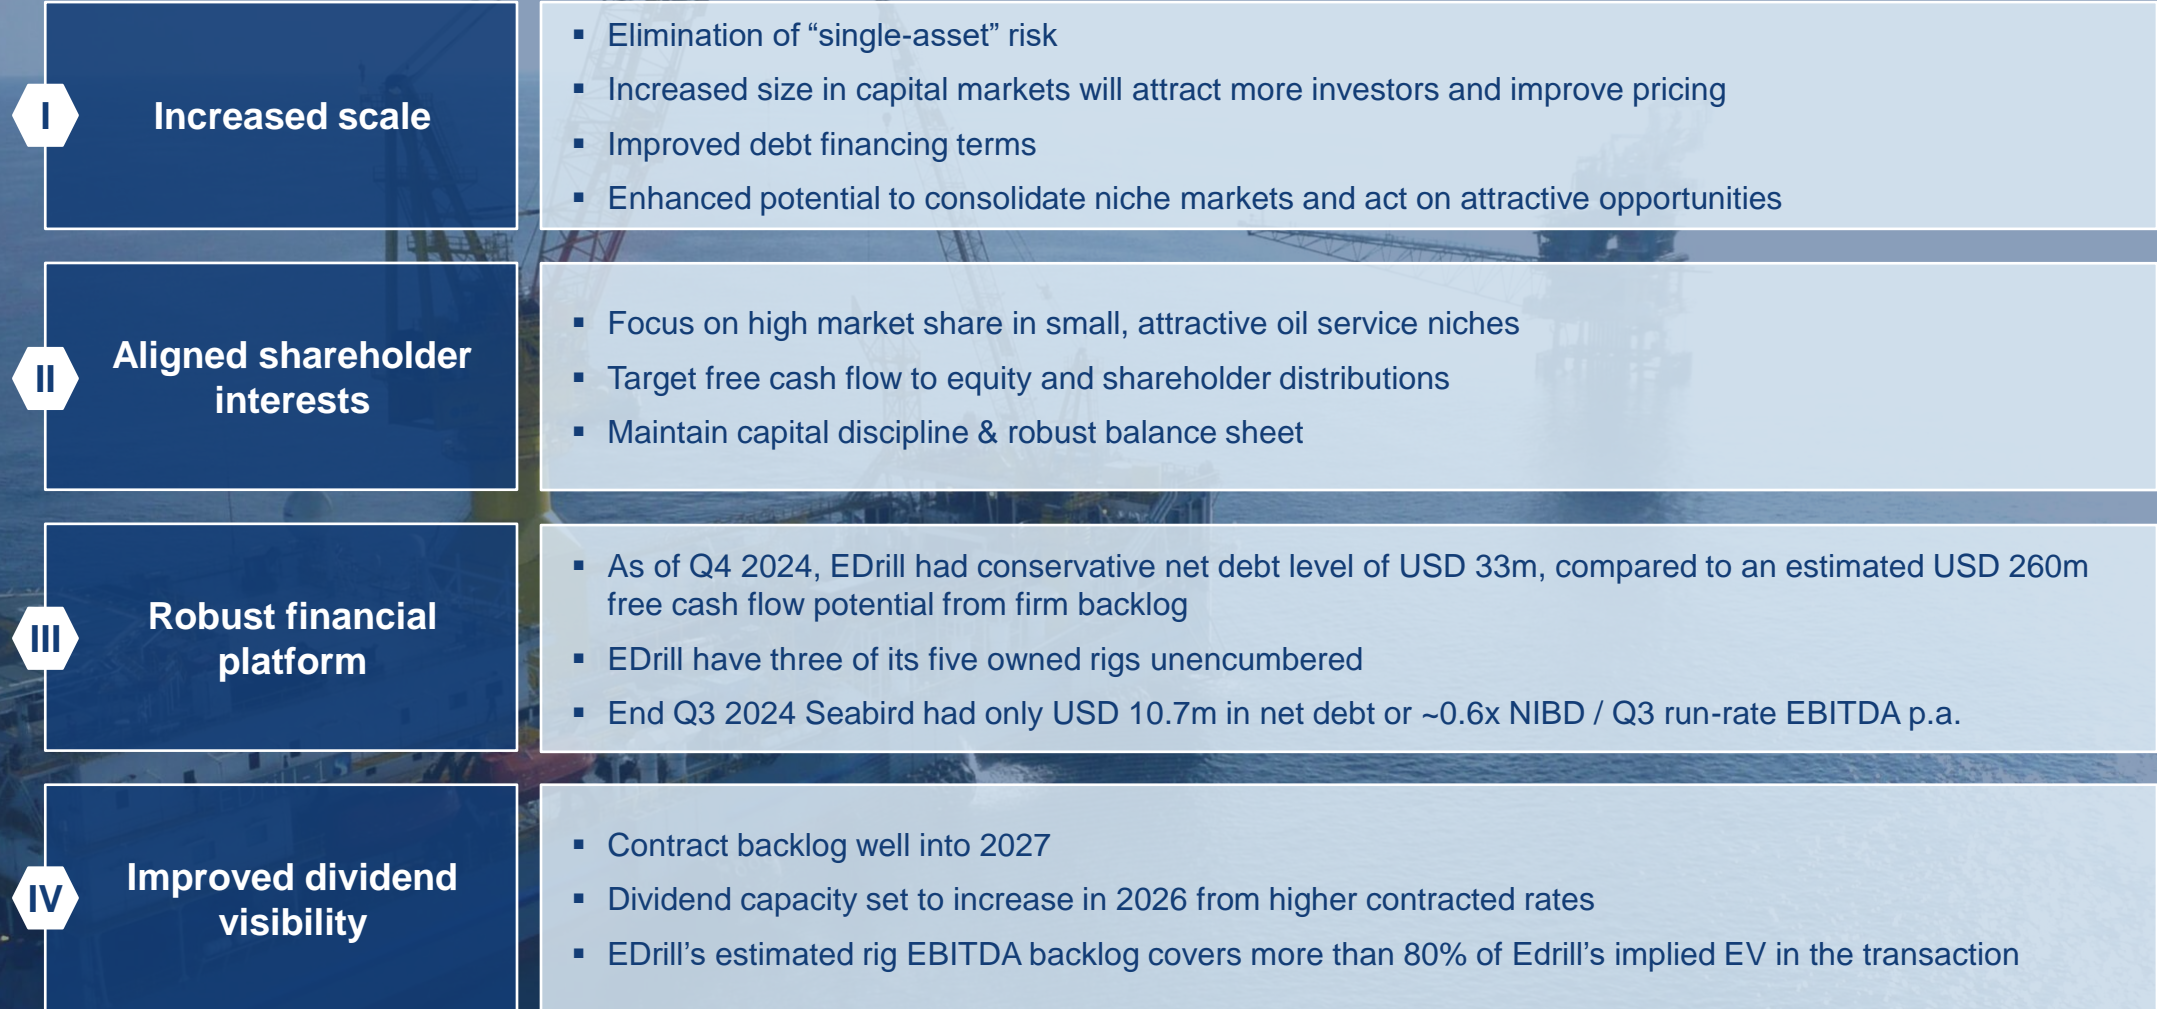 I
Increased scale
▪ Elimination of “single-asset” risk
▪ Increased size in capital markets will attract more investors and improve pricing
▪ Improved debt financing terms
▪ Enhanced potential to consolidate niche markets and act on attractive opportunities
II
Aligned shareholder
interests
▪ Focus on high market share in small, attractive oil service niches
▪ Target free cash flow to equity and shareholder distributions
▪ Maintain capital discipline & robust balance sheet
III
Robust financial
platform
▪ As of Q4 2024, EDrill had conservative net debt level of USD 33m, compared to an estimated USD 260m
free cash flow potential from firm backlog
▪ EDrill have three of its five owned rigs unencumbered
▪ End Q3 2024 Seabird had only USD 10.7m in net debt or ~0.6x NIBD / Q3 run-rate EBITDA p.a.
IV
Improved dividend
visibility
▪ Contract backlog well into 2027
▪ Dividend capacity set to increase in 2026 from higher contracted rates
▪ EDrill’s estimated rig EBITDA backlog covers more than 80% of Edrill’s implied EV in the transaction